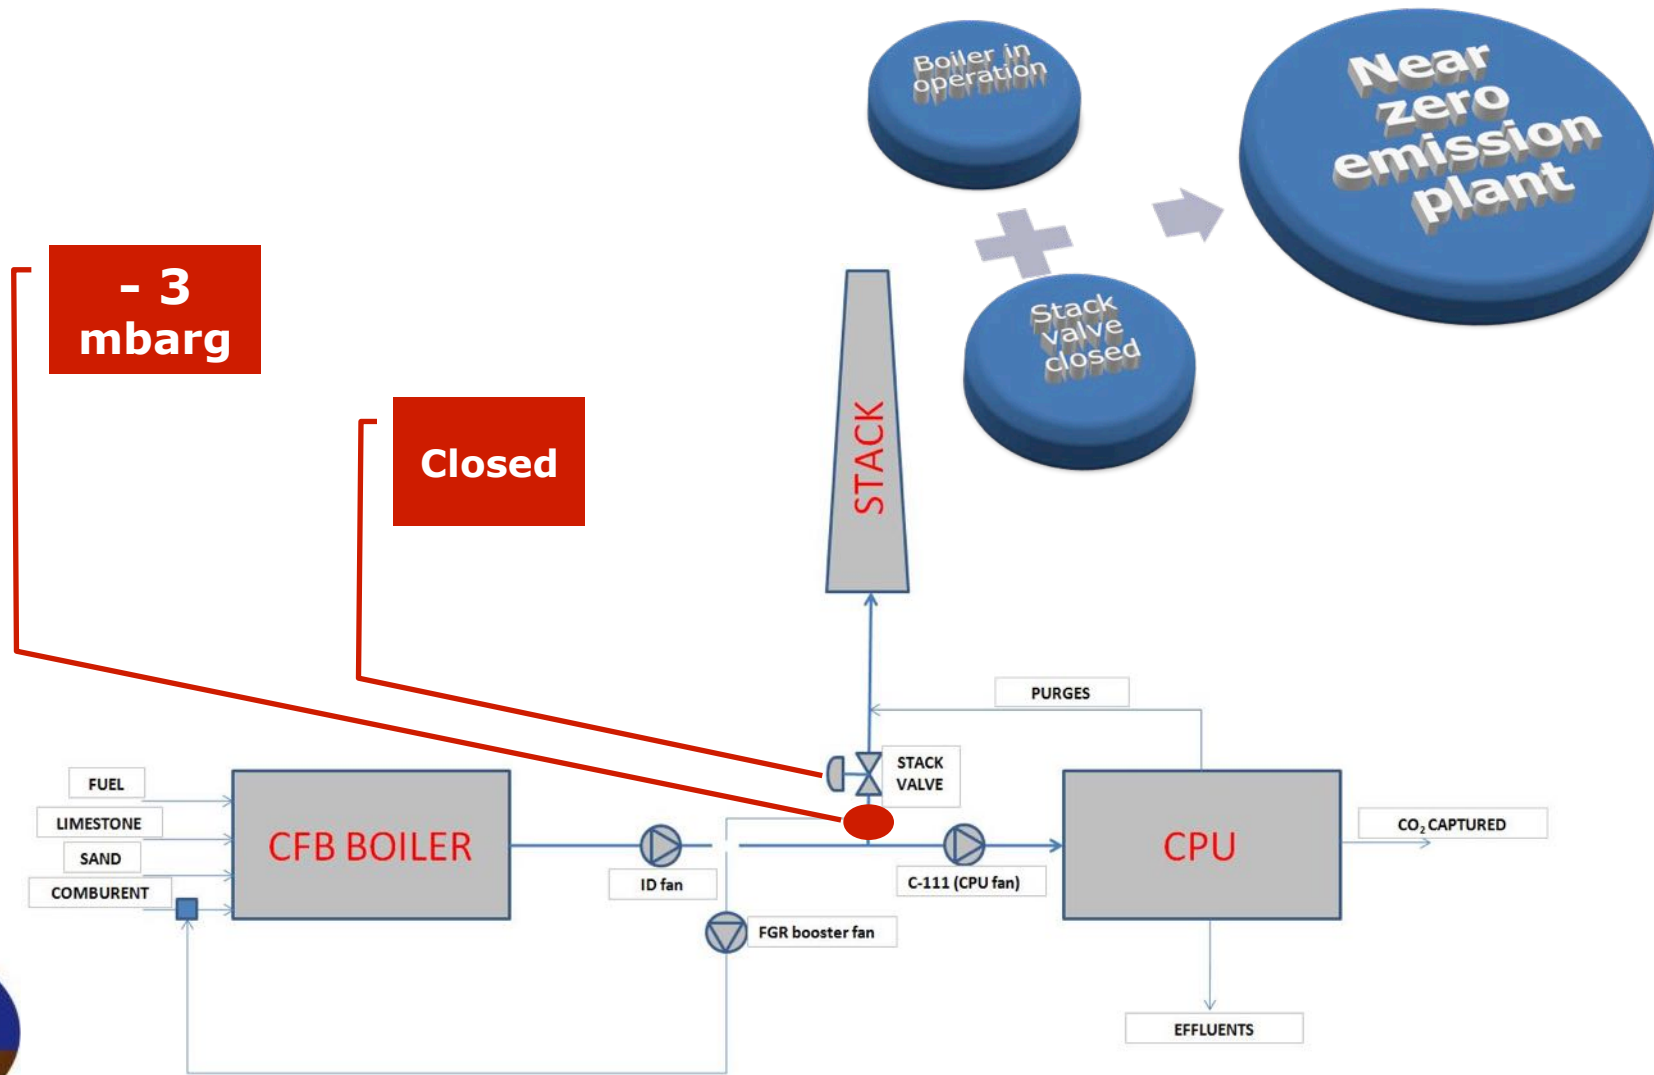 Boiler in
operation
Near
zero
emission
plant
Stack
valve
closed
- 3
mbarg
Closed
STACK
PURGES
STACK
VALVE
FUEL
LIMESTONE
SAND
COMBURENT
CFB BOILER
ID fan
C-111 (CPU fan)
CPU
CO₂ CAPTURED
FGR booster fan
EFFLUENTS